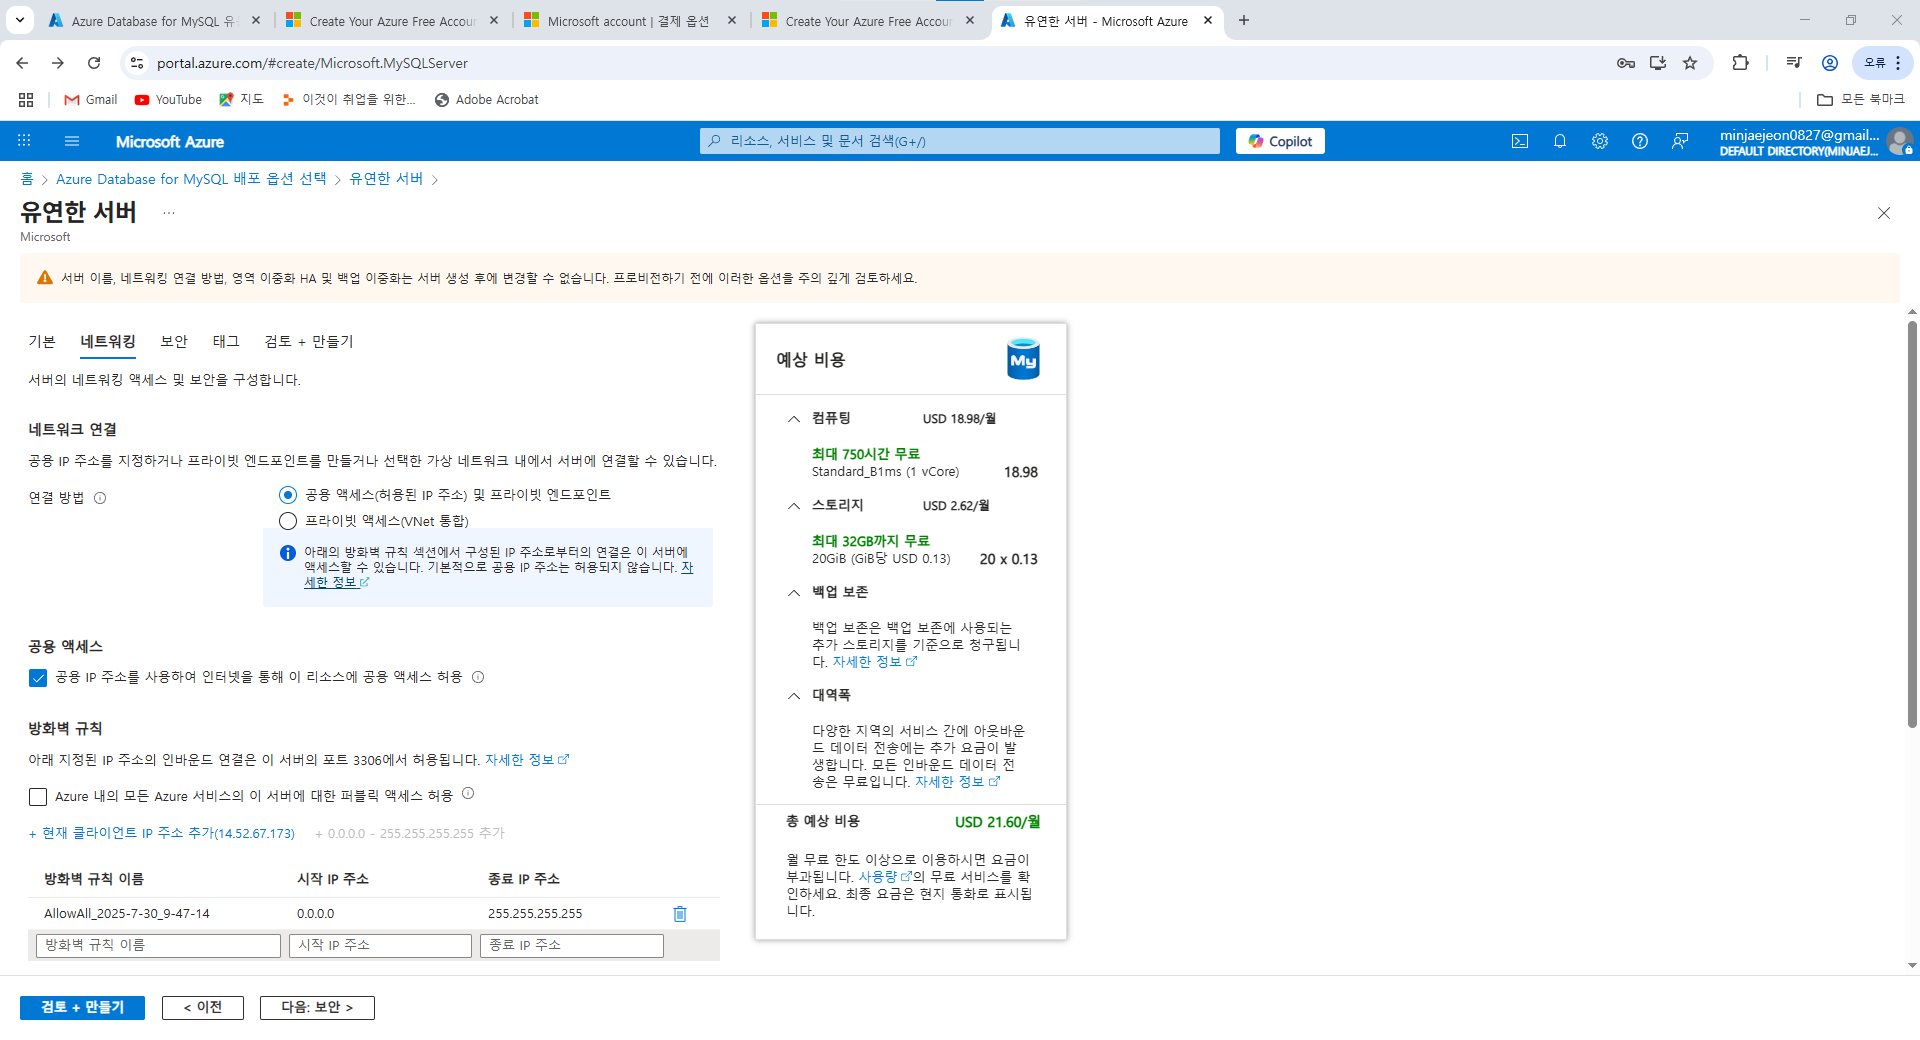 Azure Database for MySQL 유
Create Your Azure Free Accour
Microsoft account | 결제 옵션
Create Your Azure Free Accour
유연한 서버 - Microsoft Azure
portal.azure.com/#create/Microsoft.MySQLServer
오류
Gmail
YouTube
지도
이것이 취업을 위한...
Adobe Acrobat
모든 북마크
Microsoft Azure
리소스, 서비스 및 문서 검색(G+/)
Copilot
minjaejeon0827@gmail...
DEFAULT DIRECTORY(MINJAEJ...
홈 > Azure Database for MySQL 배포 옵션 선택 > 유연한 서버 >
유연한 서버 ...
Microsoft
서버 이름, 네트워킹 연결 방법, 영역 이중화 HA 및 백업 이중화는 서버 생성 후에 변경할 수 없습니다. 프로비전하기 전에 이러한 옵션을 주의 깊게 검토하세요.
기본 네트워킹 보안 태그 검토 + 만들기
서버의 네트워킹 액세스 및 보안을 구성합니다.
네트워크 연결
공용 IP 주소를 지정하거나 프라이빗 엔드포인트를 만들거나 선택한 가상 네트워크 내에서 서버에 연결할 수 있습니다.
연결 방법
공용 액세스(허용된 IP 주소) 및 프라이빗 엔드포인트
프라이빗 액세스(VNet 통합)
아래의 방화벽 규칙 섹션에서 구성된 IP 주소로부터의 연결은 이 서버에
액세스할 수 있습니다. 기본적으로 공용 IP 주소는 허용되지 않습니다. 자
세한 정보
공용 액세스
공용 IP 주소를 사용하여 인터넷을 통해 이 리소스에 공용 액세스 허용
방화벽 규칙
아래 지정된 IP 주소의 인바운드 연결은 이 서버의 포트 3306에서 허용됩니다. 자세한 정보
Azure 내의 모든 Azure 서비스의 이 서버에 대한 퍼블릭 액세스 허용
+ 현재 클라이언트 IP 주소 추가(14.52.67.173) + 0.0.0.0 - 255.255.255.255 추가
방화벽 규칙 이름 시작 IP 주소 종료 IP 주소
AllowAll_2025-7-30_9-47-14 0.0.0.0 255.255.255.255
방화벽 규칙 이름 시작 IP 주소 종료 IP 주소
예상 비용
My
컴퓨팅 USD 18.98/월
최대 750시간 무료
Standard_B1ms (1 vCore) 18.98
스토리지 USD 2.62/월
최대 32GB까지 무료
20GiB (GiB당 USD 0.13) 20 x 0.13
백업 보존
백업 보존은 백업 보존에 사용되는
추가 스토리지를 기준으로 청구됩니
다. 자세한 정보
대역폭
다양한 지역의 서비스 간에 아웃바운
드 데이터 전송에는 추가 요금이 발
생합니다. 모든 인바운드 데이터 전
송은 무료입니다. 자세한 정보
총 예상 비용 USD 21.60/월
월 무료 한도 이상으로 이용하시면 요금이
부과됩니다. 사용량의 무료 서비스를 확
인하세요. 최종 요금은 현지 통화로 표시됩
니다.
검토 + 만들기
< 이전
다음: 보안 >